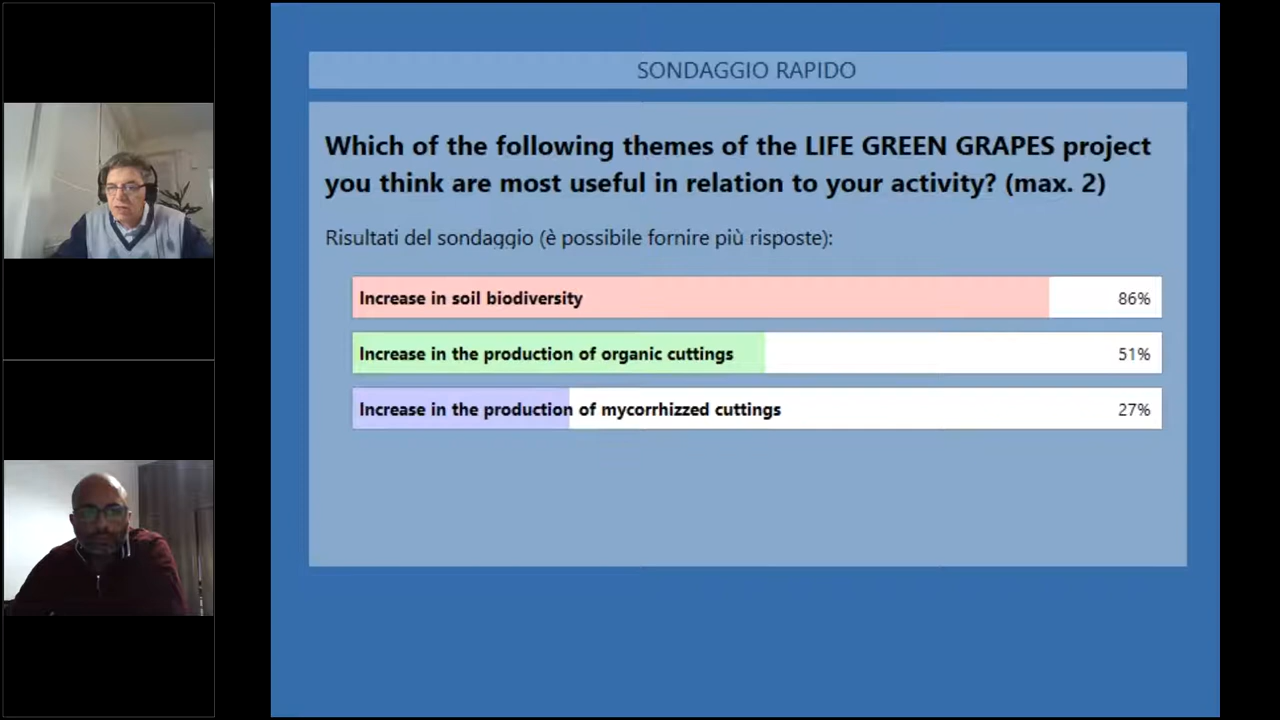 SONDAGGIO RAPIDO
Which of the following themes of the LIFE GREEN GRAPES project
you think are most useful in relation to your activity? (max. 2)
Risultati del sondaggio (è possibile fornire più risposte):
Increase in soil biodiversity 86%
Increase in the production of organic cuttings 51%
Increase in the production of mycorrhizzed cuttings 27%